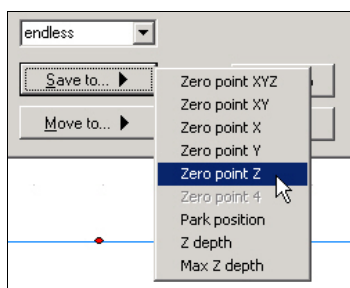 endless
Save to...
Move to...
Zero point XYZ
Zero point XY
Zero point X
Zero point Y
Zero point Z
Zero point 4
Park position
Z depth
Max Z depth